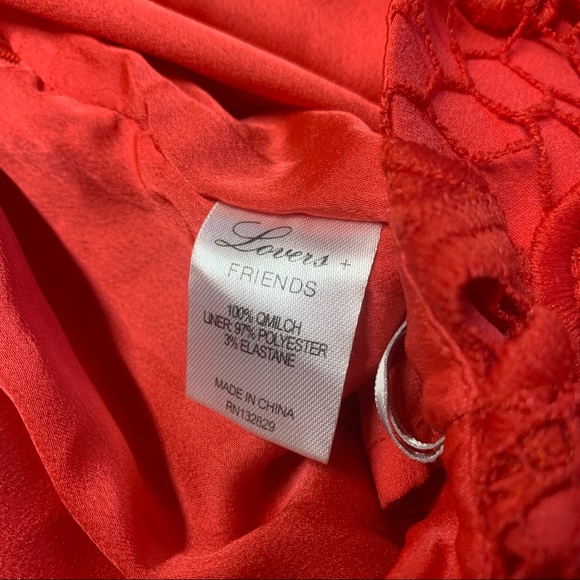 Lovers +
FRIENDS
100% QMILCH
LINER: 97% POLYESTER
3% ELASTANE
MADE IN CHINA
RN132829